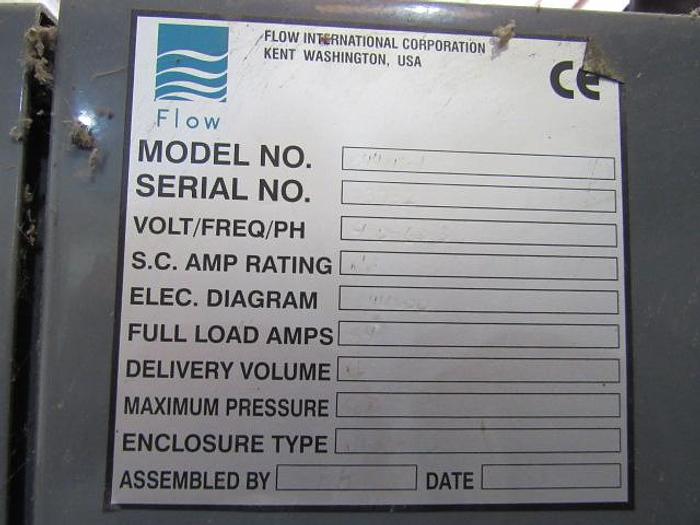 FLOW INTERNATIONAL CORPORATION
KENT WASHINGTON, USA
CE
Flow
MODEL NO.
SERIAL NO.
VOLT/FREQ/PH
S.C. AMP RATING
ELEC. DIAGRAM
FULL LOAD AMPS
DELIVERY VOLUME
MAXIMUM PRESSURE
ENCLOSURE TYPE
ASSEMBLED BY DATE